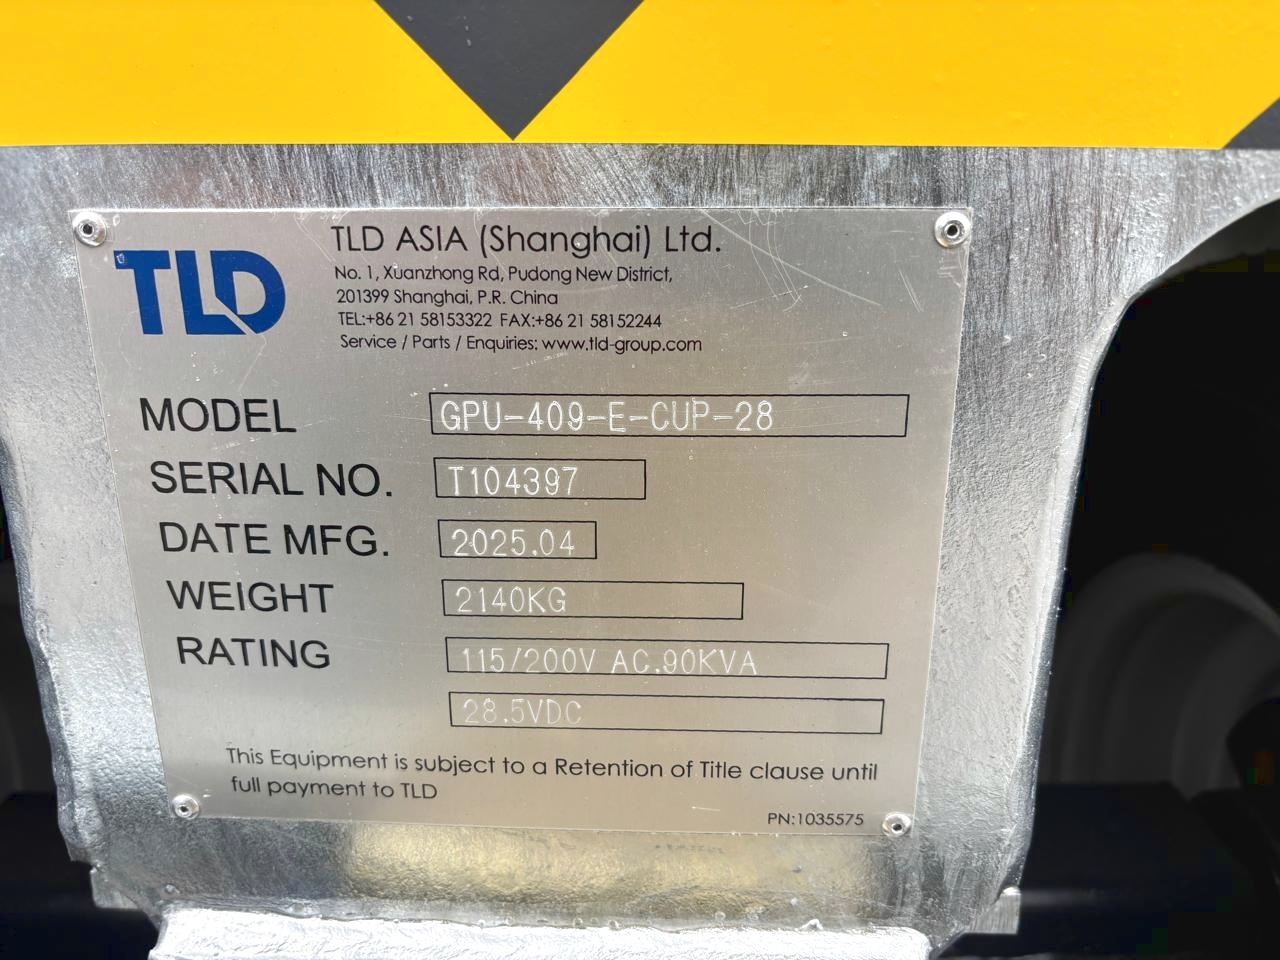 TLD
TLD ASIA (Shanghai) Ltd.
No. 1, Xuanzhong Rd, Pudong New District,
201399 Shanghai, P.R. China
TEL:+86 21 58153322 FAX:+86 21 58152244
Service / Parts / Enquiries: www.tld-group.com
MODEL GPU-409-E-CUP-28
SERIAL NO. T104397
DATE MFG. 2025.04
WEIGHT 2140KG
RATING 115/200V AC.90KVA
28.5VDC
This Equipment is subject to a Retention of Title clause until
full payment to TLD
PN:1035575